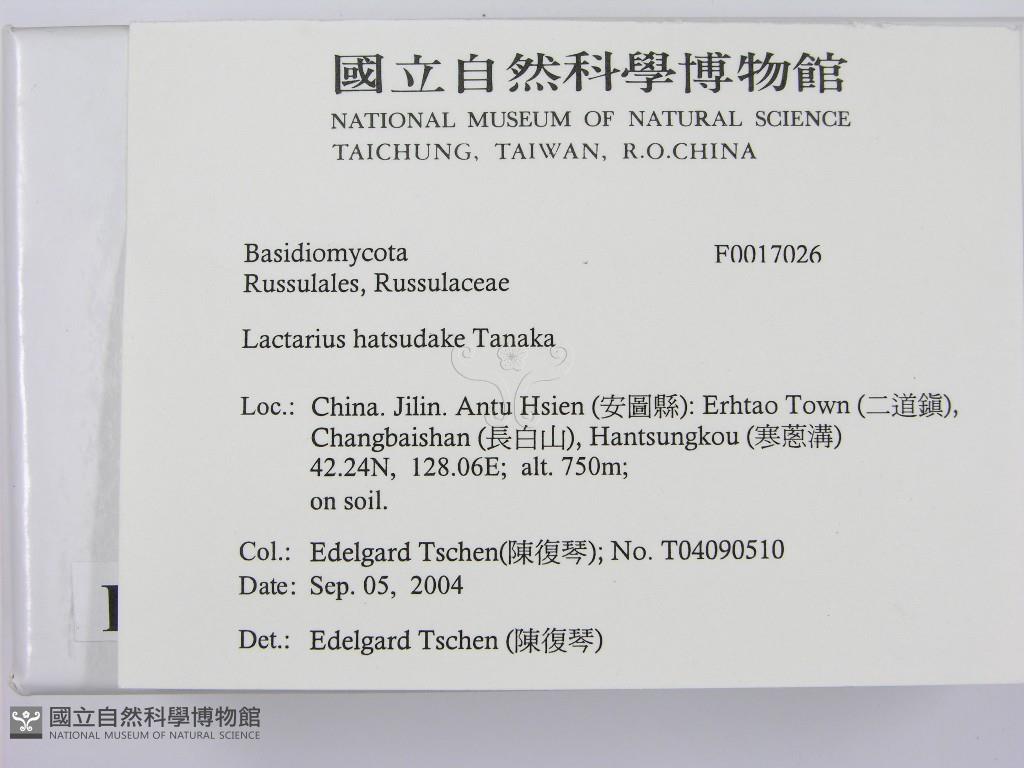 國立自然科學博物館
NATIONAL MUSEUM OF NATURAL SCIENCE
TAICHUNG, TAIWAN, R.O.CHINA
Basidiomycota F0017026
Russulales, Russulaceae
Lactarius hatsudake Tanaka
Loc.: China. Jilin. Antu Hsien (安圖縣): Erhtao Town (二道鎮),
Changbaishan (長白山), Hantsungkou (寒蔥溝)
42.24N, 128.06E; alt. 750m;
on soil.
Col.: Edelgard Tschen(陳復琴); No. T04090510
Date: Sep. 05, 2004
Det.: Edelgard Tschen (陳復琴)
國立自然科學博物館
NATIONAL MUSEUM OF NATURAL SCIENCE